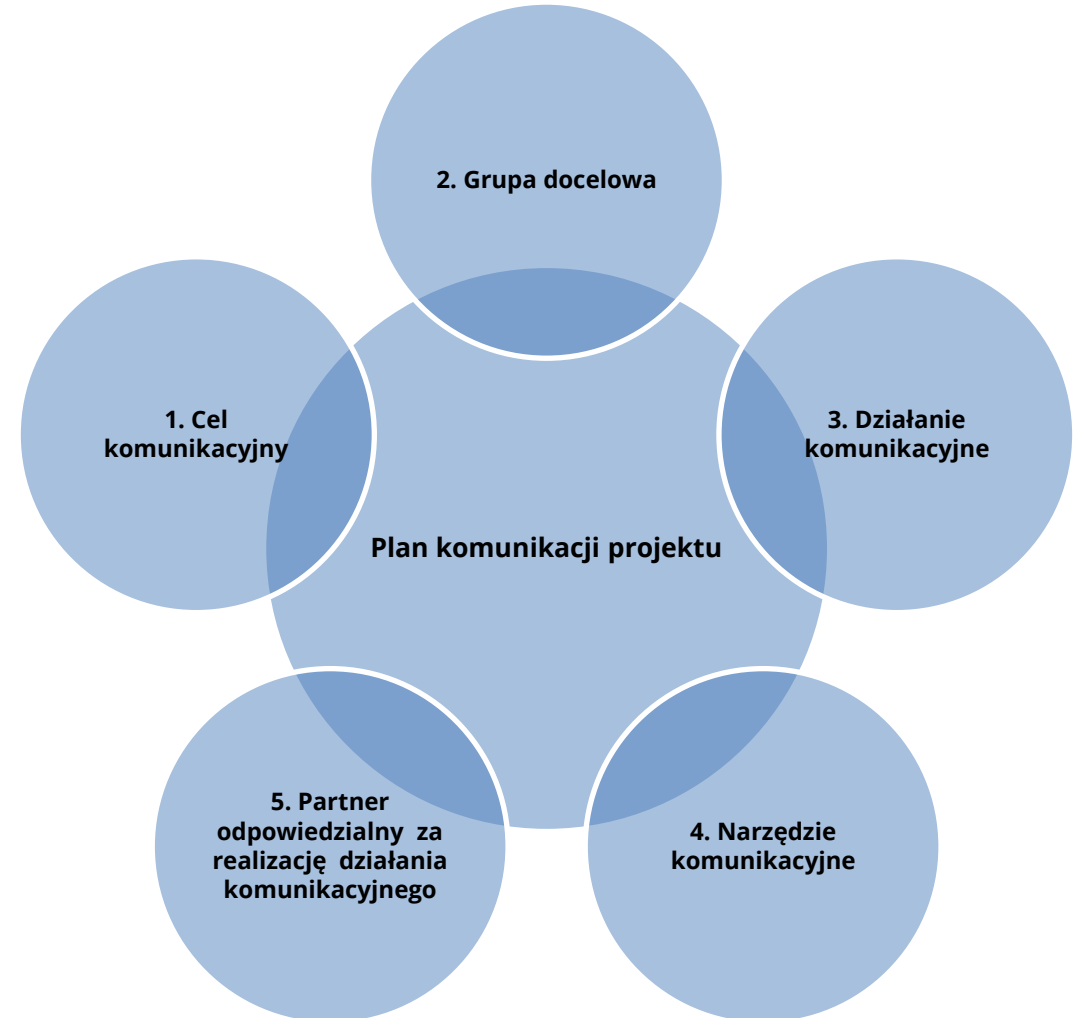 2. Grupa docelowa
1. Cel
komunikacyjny
3. Działanie
komunikacyjne
Plan komunikacji projektu
5. Partner
odpowiedzialny za
realizację działania
komunikacyjnego
4. Narzędzie
komunikacyjne